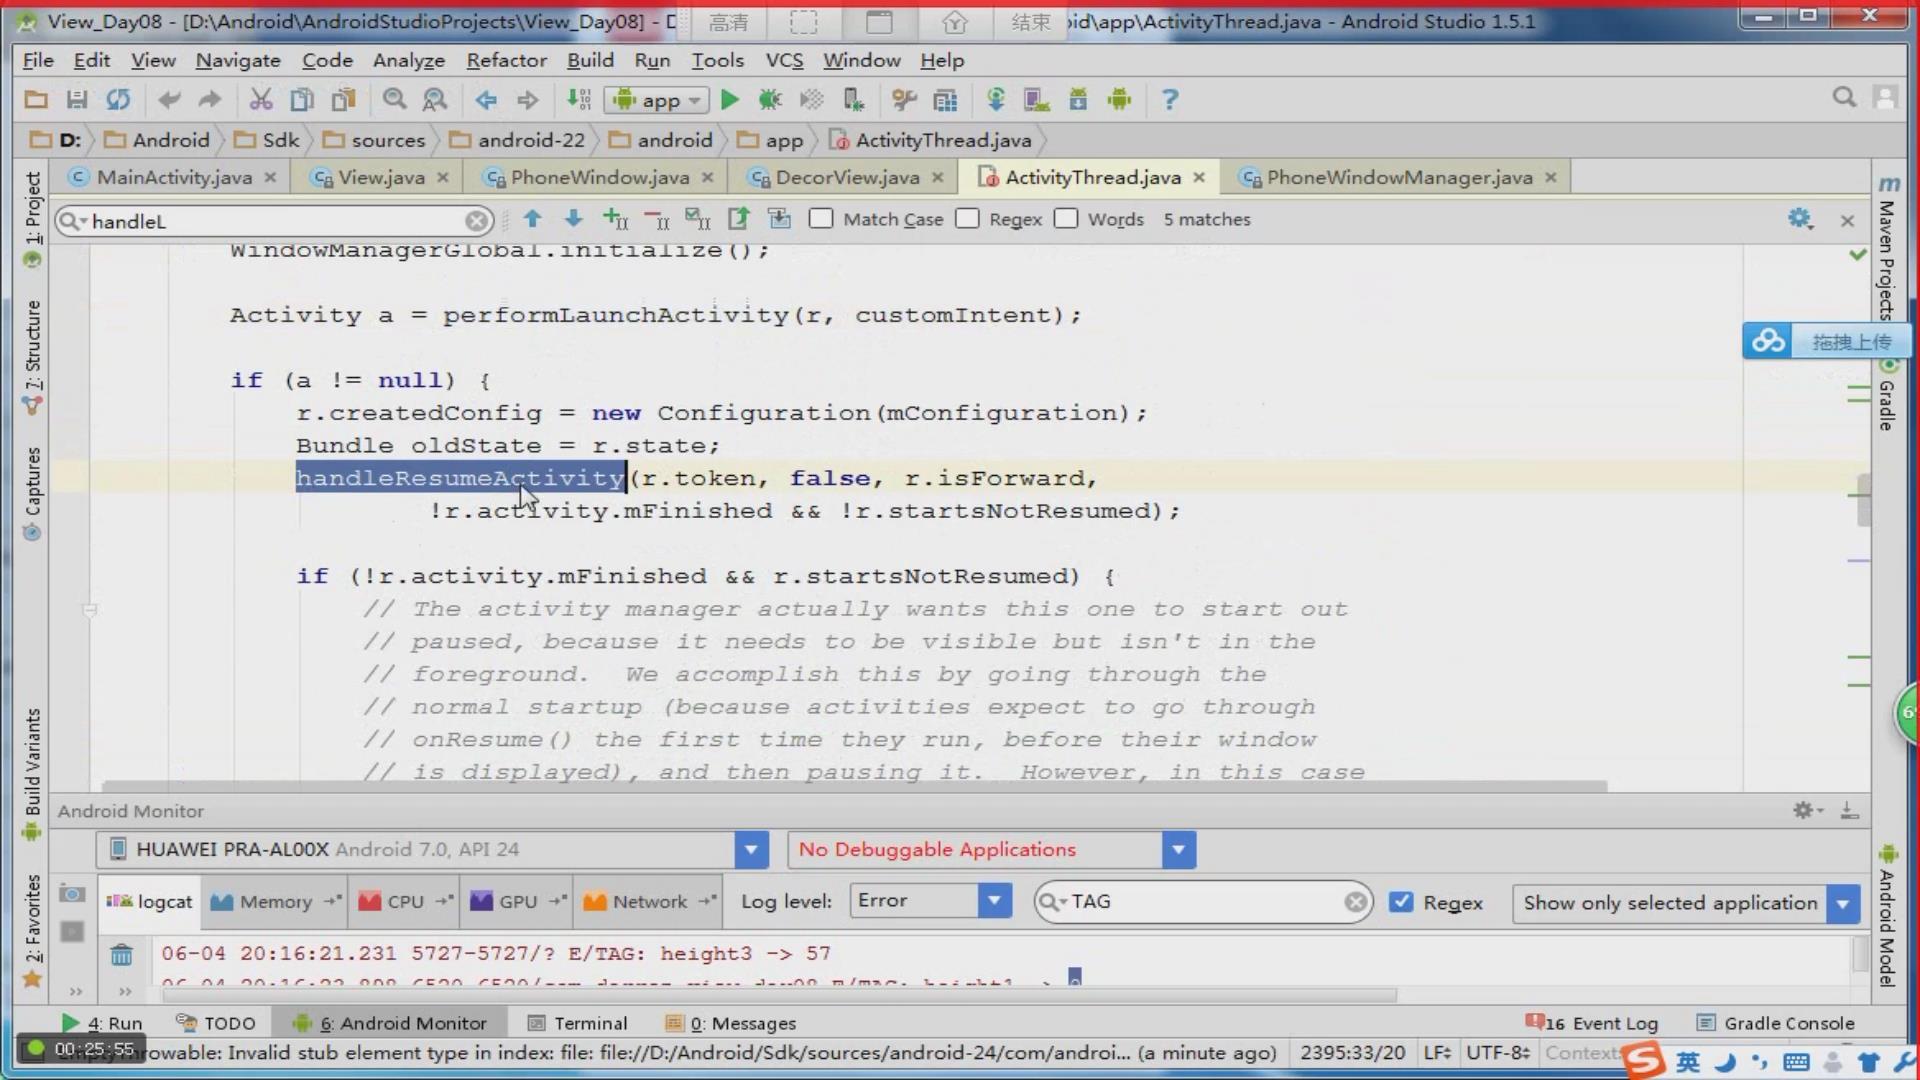 View_Day08 - [D:\Android\AndroidStudioProjects\View_Day08] - D
高清
结束
id\app\ActivityThread.java - Android Studio 1.5.1
File Edit View Navigate Code Analyze Refactor Build Run Tools VCS Window Help
app
D: Android Sdk sources android-22 android app ActivityThread.java
MainActivity.java View.java PhoneWindow.java DecorView.java ActivityThread.java PhoneWindowManager.java
handleL Match Case Regex Words 5 matches
WindowManagerGlobal.initialize();
Activity a = performLaunchActivity(r, customIntent);
if (a != null) {
r.createdConfig = new Configuration(mConfiguration);
Bundle oldState = r.state;
handleResumeActivity(r.token, false, r.isForward,
!r.activity.mFinished && !r.startsNotResumed);
if (!r.activity.mFinished && r.startsNotResumed) {
// The activity manager actually wants this one to start out
// paused, because it needs to be visible but isn't in the
// foreground.  We accomplish this by going through the
// normal startup (because activities expect to go through
// onResume() the first time they run, before their window
// is displayed), and then pausing it.  However, in this case
1: Project
7: Structure
Captures
Build Variants
2: Favorites
Maven Projects
拖拽上传
Gradle
Android Model
Android Monitor
HUAWEI PRA-AL00X Android 7.0, API 24 No Debuggable Applications
logcat Memory CPU GPU Network Log level: Error TAG Regex Show only selected application
06-04 20:16:21.231 5727-5727/? E/TAG: height3 -> 57
4: Run TODO 6: Android Monitor Terminal 0: Messages 16 Event Log Gradle Console
00:25:55
Throwable: Invalid stub element type in index: file: file://D:/Android/Sdk/sources/android-24/com/androi... (a minute ago) 2395:33/20 LF UTF-8 Context
英